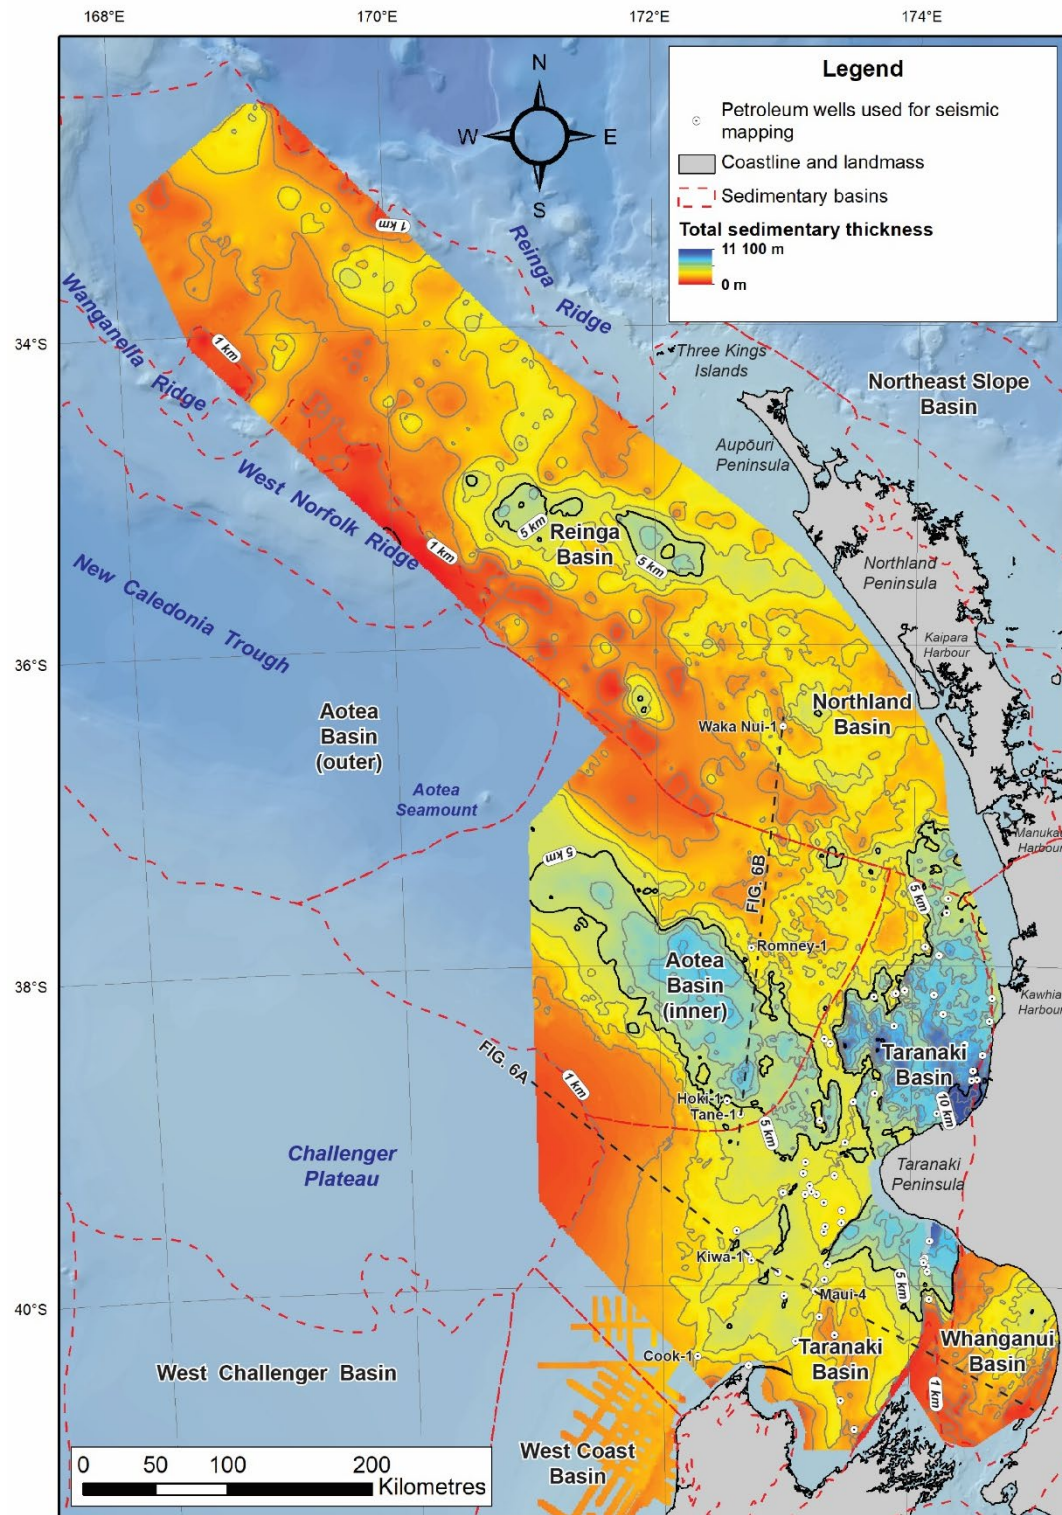 168°E
170°E
172°E
174°E
N
W
E
S
Legend
Petroleum wells used for seismic
mapping
Coastline and landmass
Sedimentary basins
Total sedimentary thickness
11 100 m
0 m
1 km
Reinga
Ridge
Wanganella
Ridge
34°S
1 km
Three Kings
Islands
Northeast Slope
Basin
Aupōuri
Peninsula
West Norfolk Ridge
5 km
Reinga
Basin
5 km
1 km
Northland
Peninsula
New Caledonia Trough
Kaipara
Harbour
36°S
Aotea
Basin
(outer)
Northland
Basin
Waka Nui-1
Aotea
Seamount
Manukau
Harbour
5 km
FIG. 6B
5 km
Romney-1
Aotea
Basin
(inner)
38°S
Kawhia
Harbour
FIG. 6A
Taranaki
Basin
1 km
Hoki-1
Tane-1
10 km
5 km
Challenger
Plateau
Taranaki
Peninsula
Kiwa-1
5 km
Maui-4
40°S
Cook-1
Taranaki
Basin
Whanganui
Basin
1 km
West Challenger Basin
West Coast
Basin
0
50
100
200
Kilometres